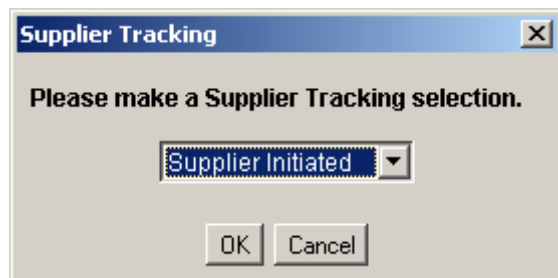 Supplier Tracking
Please make a Supplier Tracking selection.
Supplier Initiated
OK Cancel